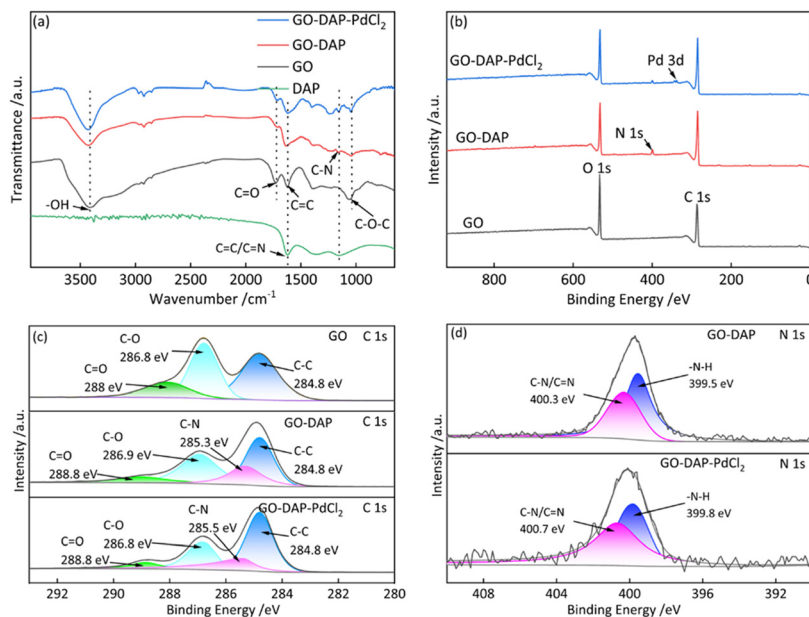 (a)
GO-DAP-PdCl₂
GO-DAP
GO
DAP
C-N
C=O
C=C
-OH
C-O-C
C=C/C=N
Transmittance /a.u.
3500 3000 2500 2000 1500 1000
Wavenumber /cm⁻¹
(b)
GO-DAP-PdCl₂
Pd 3d
GO-DAP
N 1s
O 1s
C 1s
GO
Intensity /a.u.
800 600 400 200 0
Binding Energy /eV
(c)
GO C 1s
C-O
286.8 eV
C=O
288 eV
C-C
284.8 eV
GO-DAP C 1s
C-N
285.3 eV
C-O
286.9 eV
C=O
288.8 eV
C-C
284.8 eV
GO-DAP-PdCl₂ C 1s
C-N
285.5 eV
C-O
286.8 eV
C=O
288.8 eV
C-C
284.8 eV
Intensity /a.u.
292 290 288 286 284 282 280
Binding Energy /eV
(d)
GO-DAP N 1s
-N-H
399.5 eV
C-N/C=N
400.3 eV
GO-DAP-PdCl₂ N 1s
-N-H
399.8 eV
C-N/C=N
400.7 eV
Intensity /a.u.
408 404 400 396 392
Binding Energy /eV